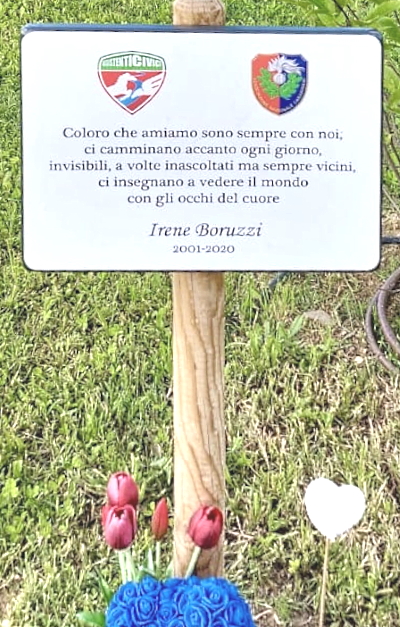 Coloro che amiamo sono sempre con noi;
ci camminano accanto ogni giorno,
invisibili, a volte inascoltati ma sempre vicini,
ci insegnano a vedere il mondo
con gli occhi del cuore
Irene Boruzzi
2001-2020